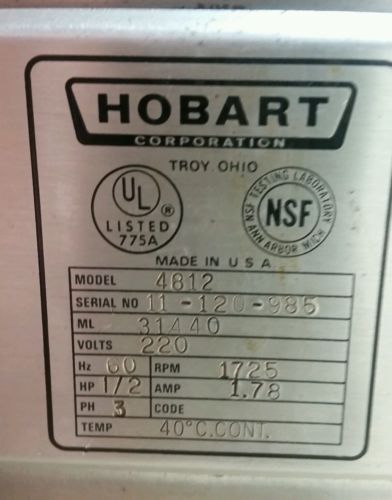 HOBART
CORPORATION
TROY, OHIO
UL ®
LISTED
775A
NSF TESTING LABORATORY
NSF
ANN ARBOR, MICH
MADE IN U S A
MODEL 4812
SERIAL NO 11-120-985
ML 31440
VOLTS 220
Hz 60 RPM 1725
HP 1/2 AMP 1.78
PH 3 CODE
TEMP 40°C.CONT.